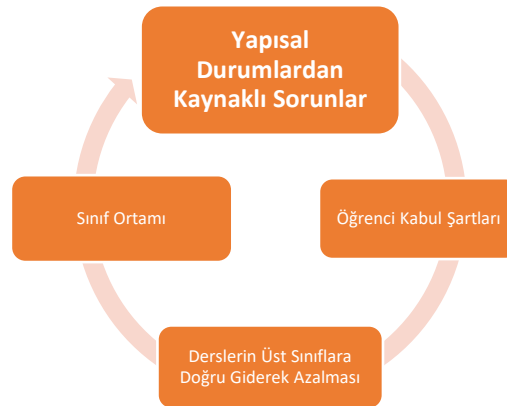 Yapısal
Durumlardan
Kaynaklı Sorunlar
Öğrenci Kabul Şartları
Derslerin Üst Sınıflara
Doğru Giderek Azalması
Sınıf Ortamı